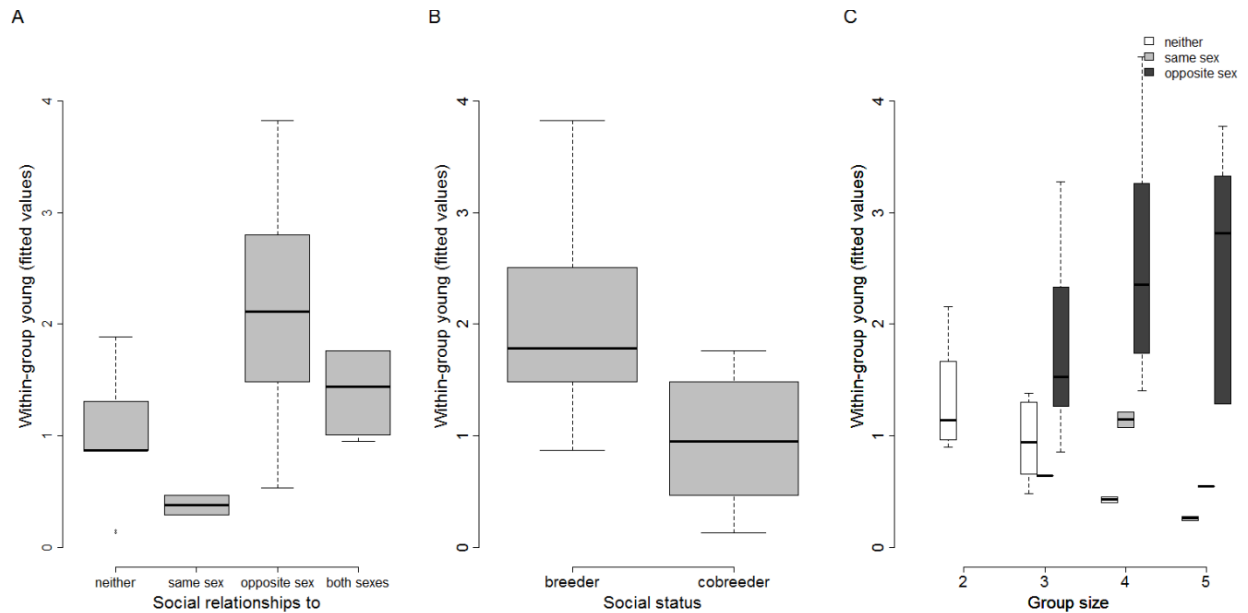 A
Within-group young (fitted values)
4
3
2
1
0
neither
same sex
opposite sex
both sexes
Social relationships to
B
Within-group young (fitted values)
4
3
2
1
0
breeder
cobreeder
Social status
C
neither
same sex
opposite sex
Within-group young (fitted values)
4
3
2
1
0
2
3
4
5
Group size